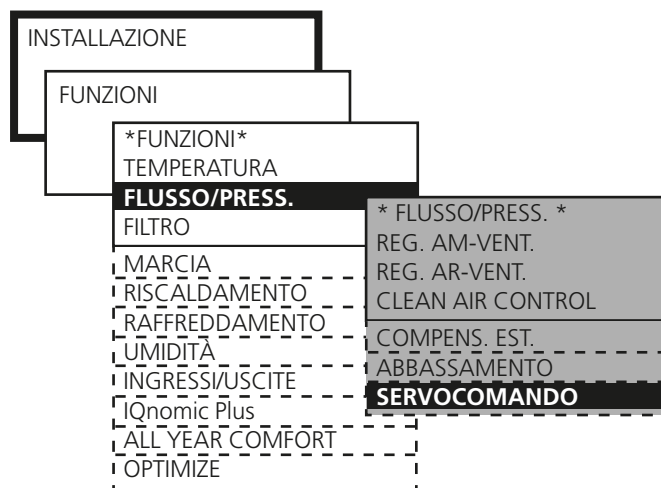 INSTALLAZIONE
FUNZIONI
*FUNZIONI*
TEMPERATURA
FLUSSO/PRESS.
FILTRO
MARCIA
RISCALDAMENTO
RAFFREDDAMENTO
UMIDITÀ
INGRESSI/USCITE
IQnomic Plus
ALL YEAR COMFORT
OPTIMIZE
* FLUSSO/PRESS. *
REG. AM-VENT.
REG. AR-VENT.
CLEAN AIR CONTROL
COMPENS. EST.
ABBASSAMENTO
SERVOCOMANDO